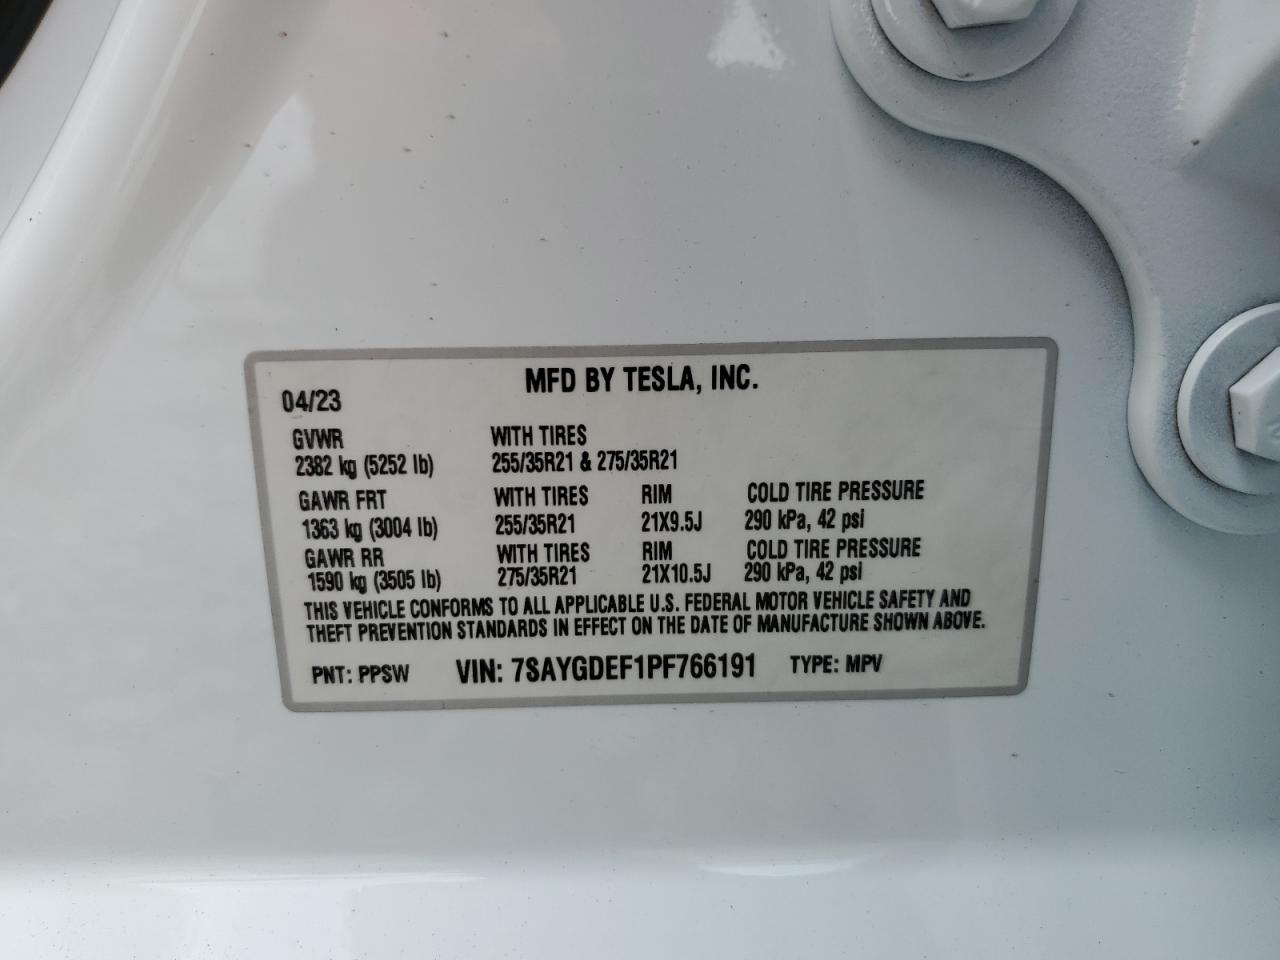 MFD BY TESLA, INC.
04/23
GVWR WITH TIRES
2382 kg (5252 lb) 255/35R21 & 275/35R21
GAWR FRT WITH TIRES RIM COLD TIRE PRESSURE
1363 kg (3004 lb) 255/35R21 21X9.5J 290 kPa, 42 psi
GAWR RR WITH TIRES RIM COLD TIRE PRESSURE
1590 kg (3505 lb) 275/35R21 21X10.5J 290 kPa, 42 psi
THIS VEHICLE CONFORMS TO ALL APPLICABLE U.S. FEDERAL MOTOR VEHICLE SAFETY AND
THEFT PREVENTION STANDARDS IN EFFECT ON THE DATE OF MANUFACTURE SHOWN ABOVE.
PNT: PPSW VIN: 7SAYGDEF1PF766191 TYPE: MPV